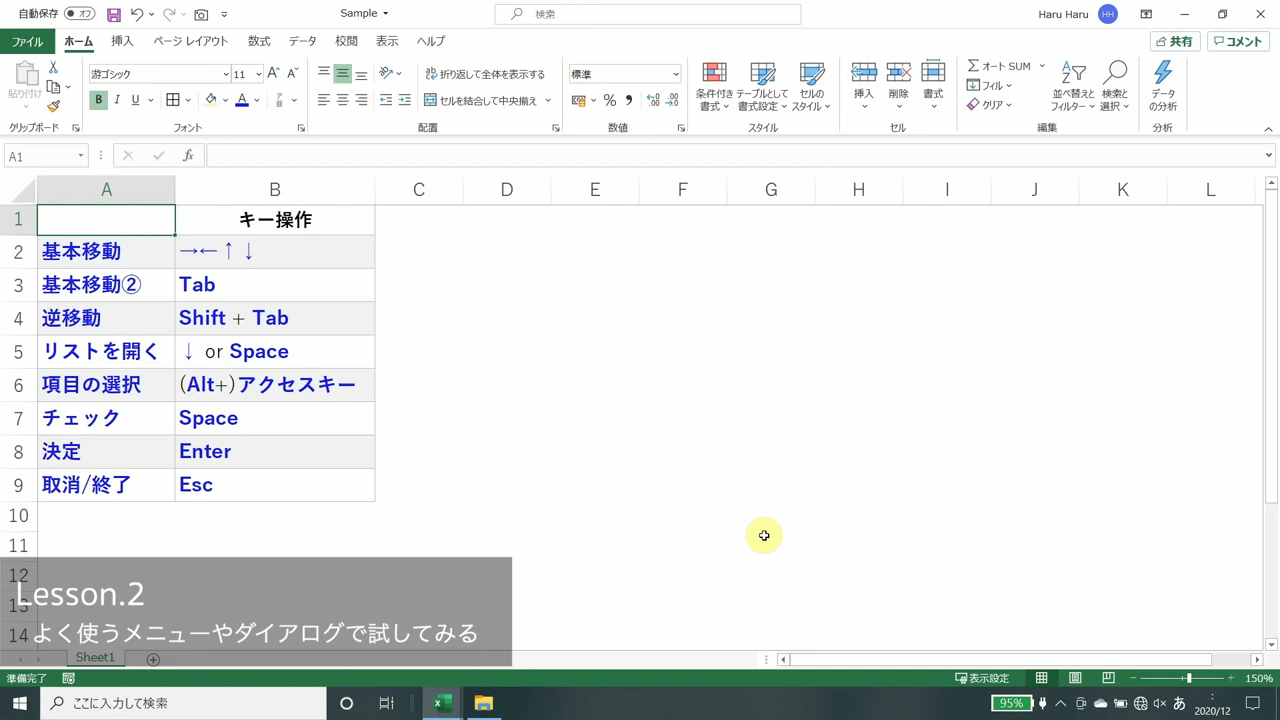 自動保存 オフ Sample 検索 Haru Haru HH
ファイル ホーム 挿入 ページ レイアウト 数式 データ 校閲 表示 ヘルプ 共有 コメント
貼り付け 游ゴシック 11 折り返して全体を表示する 標準 条件付き書式 テーブルとして書式設定 セルのスタイル 挿入 削除 書式 オート SUM フィル クリア 並べ替えとフィルター 検索と選択 データの分析
B I U A セルを結合して中央揃え % 9
クリップボード フォント 配置 数値 スタイル セル 編集 分析
A1 fx
A B C D E F G H I J K L
1 キー操作
2 基本移動 →←↑↓
3 基本移動② Tab
4 逆移動 Shift + Tab
5 リストを開く ↓ or Space
6 項目の選択 (Alt+)アクセスキー
7 チェック Space
8 決定 Enter
9 取消/終了 Esc
10
11
12
13
Lesson.2
14
よく使うメニューやダイアログで試してみる
Sheet1
準備完了 表示設定 150%
ここに入力して検索 95% あ 2020/12